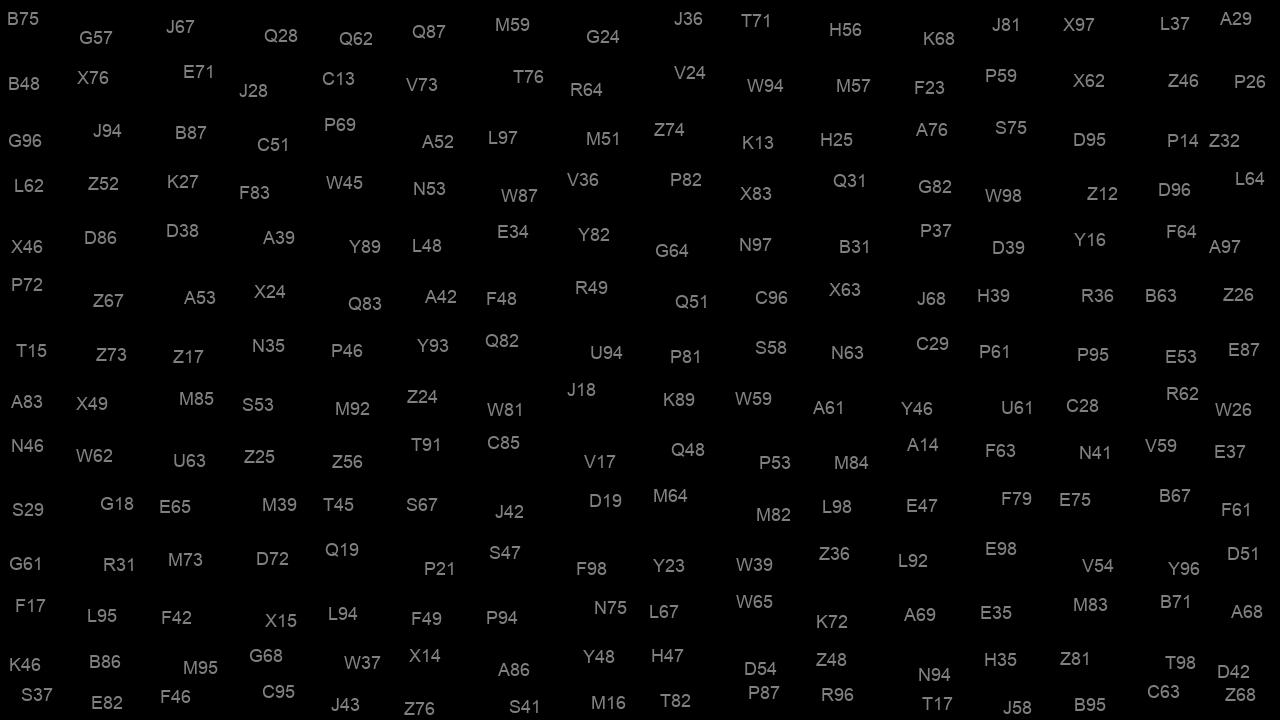 B75 G57 J67 Q28 Q62 Q87 M59 G24 J36 T71 H56 K68 J81 X97 L37 A29
B48 X76 E71 J28 C13 V73 T76 R64 V24 W94 M57 F23 P59 X62 Z46 P26
G96 J94 B87 C51 P69 A52 L97 M51 Z74 K13 H25 A76 S75 D95 P14 Z32
L62 Z52 K27 F83 W45 N53 W87 V36 P82 X83 Q31 G82 W98 Z12 D96 L64
X46 D86 D38 A39 Y89 L48 E34 Y82 G64 N97 B31 P37 D39 Y16 F64 A97
P72 Z67 A53 X24 Q83 A42 F48 R49 Q51 C96 X63 J68 H39 R36 B63 Z26
T15 Z73 Z17 N35 P46 Y93 Q82 U94 P81 S58 N63 C29 P61 P95 E53 E87
A83 X49 M85 S53 M92 Z24 W81 J18 K89 W59 A61 Y46 U61 C28 R62 W26
N46 W62 U63 Z25 Z56 T91 C85 V17 Q48 P53 M84 A14 F63 N41 V59 E37
S29 G18 E65 M39 T45 S67 J42 D19 M64 M82 L98 E47 F79 E75 B67 F61
G61 R31 M73 D72 Q19 P21 S47 F98 Y23 W39 Z36 L92 E98 V54 Y96 D51
F17 L95 F42 X15 L94 F49 P94 N75 L67 W65 K72 A69 E35 M83 B71 A68
K46 B86 M95 G68 W37 X14 A86 Y48 H47 D54 Z48 N94 H35 Z81 T98 D42
S37 E82 F46 C95 J43 Z76 S41 M16 T82 P87 R96 T17 J58 B95 C63 Z68